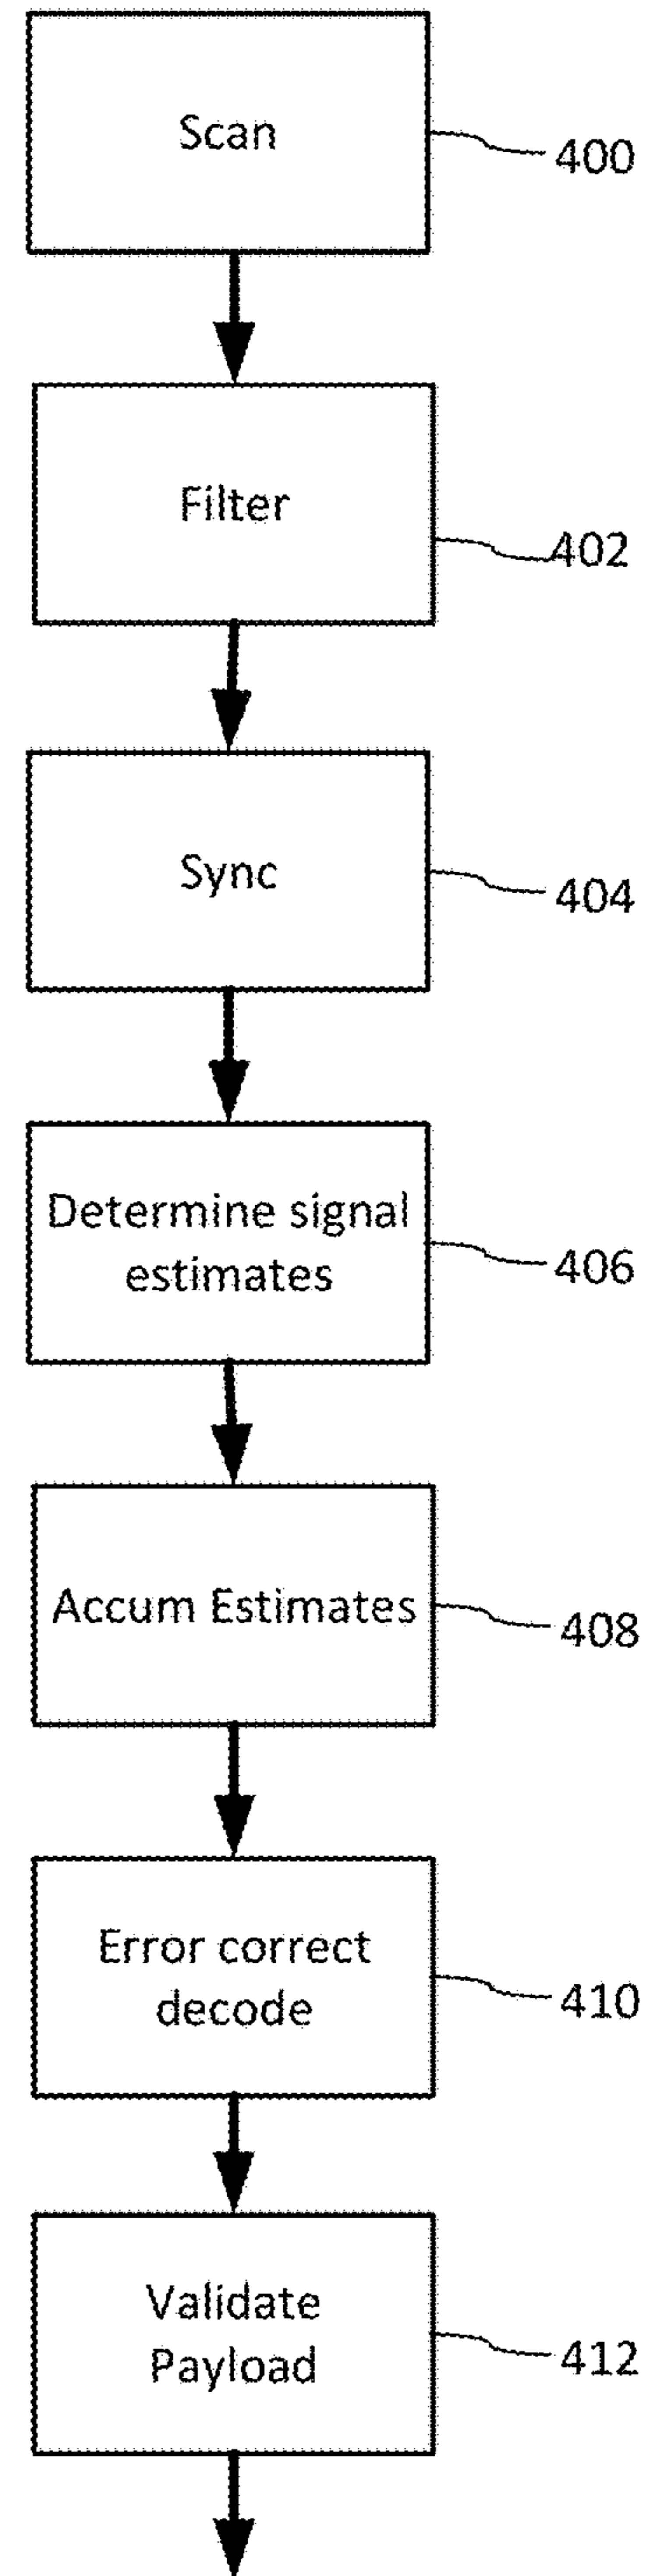 Scan
400
Filter
402
Sync
404
Determine signal
estimates
406
Accum Estimates
408
Error correct
decode
410
Validate
Payload
412